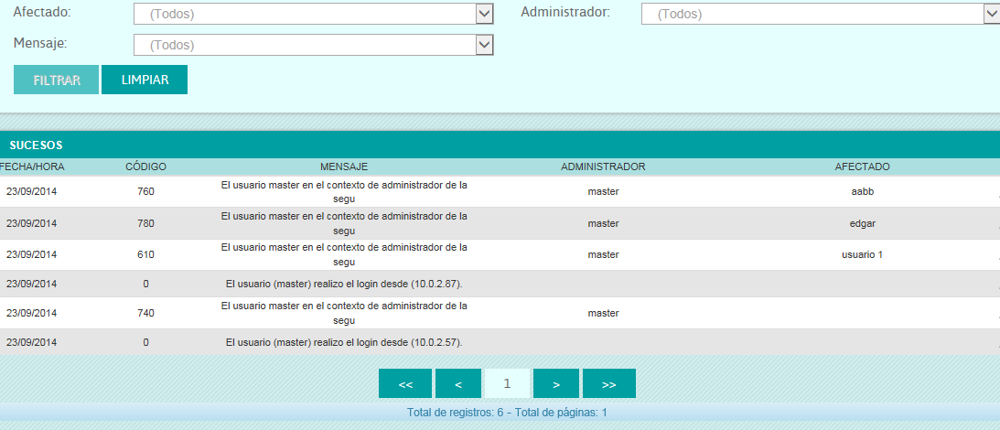 Afectado: (Todos) Administrador: (Todos)
Mensaje: (Todos)
FILTRAR LIMPIAR
SUCESOS
FECHA/HORA CÓDIGO MENSAJE ADMINISTRADOR AFECTADO
23/09/2014 760 El usuario master en el contexto de administrador de la segu master aabb
23/09/2014 780 El usuario master en el contexto de administrador de la segu master edgar
23/09/2014 610 El usuario master en el contexto de administrador de la segu master usuario 1
23/09/2014 0 El usuario (master) realizo el login desde (10.0.2.87).
23/09/2014 740 El usuario master en el contexto de administrador de la segu master
23/09/2014 0 El usuario (master) realizo el login desde (10.0.2.57).
<< < 1 > >>
Total de registros: 6 - Total de páginas: 1